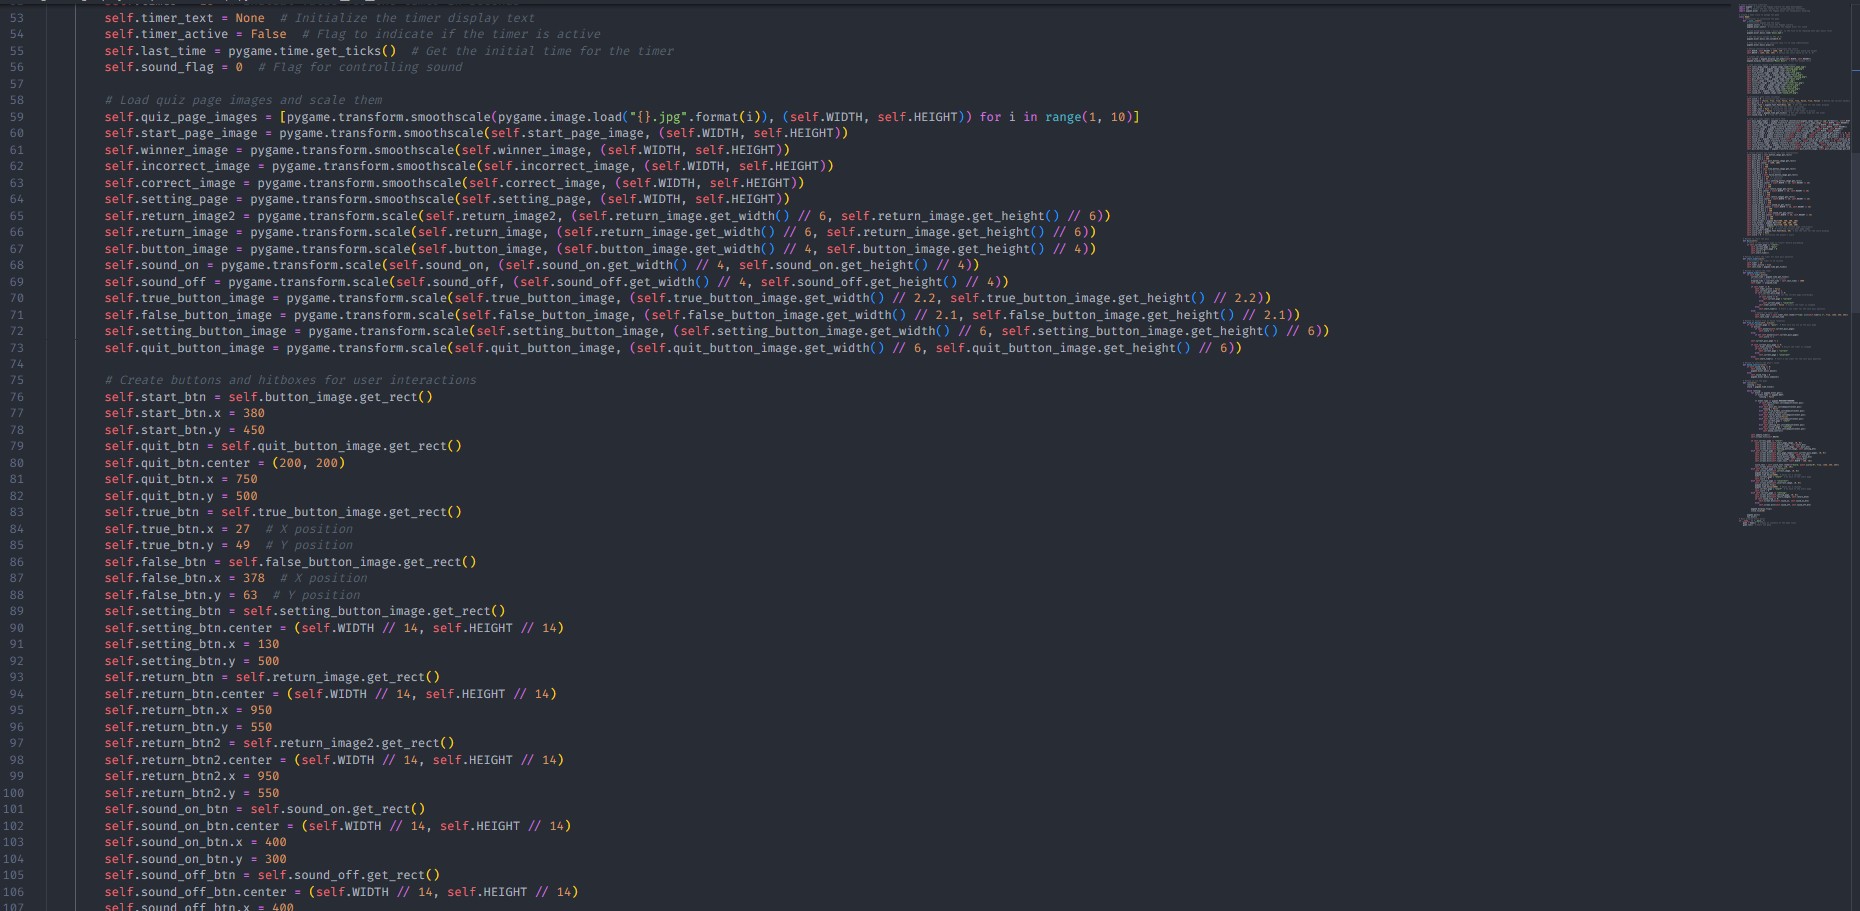 53 self.timer_text = None  # Initialize the timer display text
54 self.timer_active = False  # Flag to indicate if the timer is active
55 self.last_time = pygame.time.get_ticks()  # Get the initial time for the timer
56 self.sound_flag = 0  # Flag for controlling sound
57
58 # Load quiz page images and scale them
59 self.quiz_page_images = [pygame.transform.smoothscale(pygame.image.load("{}.jpg".format(i)), (self.WIDTH, self.HEIGHT)) for i in range(1, 10)]
60 self.start_page_image = pygame.transform.smoothscale(self.start_page_image, (self.WIDTH, self.HEIGHT))
61 self.winner_image = pygame.transform.smoothscale(self.winner_image, (self.WIDTH, self.HEIGHT))
62 self.incorrect_image = pygame.transform.smoothscale(self.incorrect_image, (self.WIDTH, self.HEIGHT))
63 self.correct_image = pygame.transform.smoothscale(self.correct_image, (self.WIDTH, self.HEIGHT))
64 self.setting_page = pygame.transform.smoothscale(self.setting_page, (self.WIDTH, self.HEIGHT))
65 self.return_image2 = pygame.transform.scale(self.return_image2, (self.return_image.get_width() // 6, self.return_image.get_height() // 6))
66 self.return_image = pygame.transform.scale(self.return_image, (self.return_image.get_width() // 6, self.return_image.get_height() // 6))
67 self.button_image = pygame.transform.scale(self.button_image, (self.button_image.get_width() // 4, self.button_image.get_height() // 4))
68 self.sound_on = pygame.transform.scale(self.sound_on, (self.sound_on.get_width() // 4, self.sound_on.get_height() // 4))
69 self.sound_off = pygame.transform.scale(self.sound_off, (self.sound_off.get_width() // 4, self.sound_off.get_height() // 4))
70 self.true_button_image = pygame.transform.scale(self.true_button_image, (self.true_button_image.get_width() // 2.2, self.true_button_image.get_height() // 2.2))
71 self.false_button_image = pygame.transform.scale(self.false_button_image, (self.false_button_image.get_width() // 2.1, self.false_button_image.get_height() // 2.1))
72 self.setting_button_image = pygame.transform.scale(self.setting_button_image, (self.setting_button_image.get_width() // 6, self.setting_button_image.get_height() // 6))
73 self.quit_button_image = pygame.transform.scale(self.quit_button_image, (self.quit_button_image.get_width() // 6, self.quit_button_image.get_height() // 6))
74
75 # Create buttons and hitboxes for user interactions
76 self.start_btn = self.button_image.get_rect()
77 self.start_btn.x = 380
78 self.start_btn.y = 450
79 self.quit_btn = self.quit_button_image.get_rect()
80 self.quit_btn.center = (200, 200)
81 self.quit_btn.x = 750
82 self.quit_btn.y = 500
83 self.true_btn = self.true_button_image.get_rect()
84 self.true_btn.x = 27  # X position
85 self.true_btn.y = 49  # Y position
86 self.false_btn = self.false_button_image.get_rect()
87 self.false_btn.x = 378  # X position
88 self.false_btn.y = 63  # Y position
89 self.setting_btn = self.setting_button_image.get_rect()
90 self.setting_btn.center = (self.WIDTH // 14, self.HEIGHT // 14)
91 self.setting_btn.x = 130
92 self.setting_btn.y = 500
93 self.return_btn = self.return_image.get_rect()
94 self.return_btn.center = (self.WIDTH // 14, self.HEIGHT // 14)
95 self.return_btn.x = 950
96 self.return_btn.y = 550
97 self.return_btn2 = self.return_image2.get_rect()
98 self.return_btn2.center = (self.WIDTH // 14, self.HEIGHT // 14)
99 self.return_btn2.x = 950
100 self.return_btn2.y = 550
101 self.sound_on_btn = self.sound_on.get_rect()
102 self.sound_on_btn.center = (self.WIDTH // 14, self.HEIGHT // 14)
103 self.sound_on_btn.x = 400
104 self.sound_on_btn.y = 300
105 self.sound_off_btn = self.sound_off.get_rect()
106 self.sound_off_btn.center = (self.WIDTH // 14, self.HEIGHT // 14)
107 self.sound_off_btn.x = 400